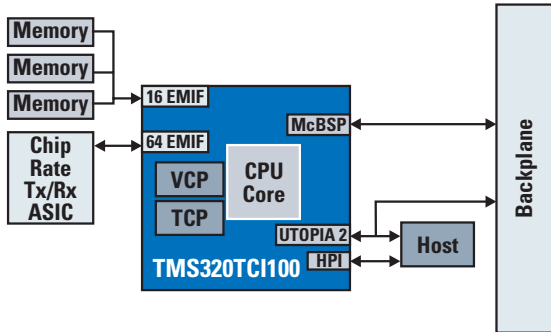 Memory
Memory
Memory
Chip
Rate
Tx/Rx
ASIC
16 EMIF
64 EMIF
VCP
TCP
CPU
Core
McBSP
UTOPIA 2
HPI
TMS320TCI100
Host
Backplane